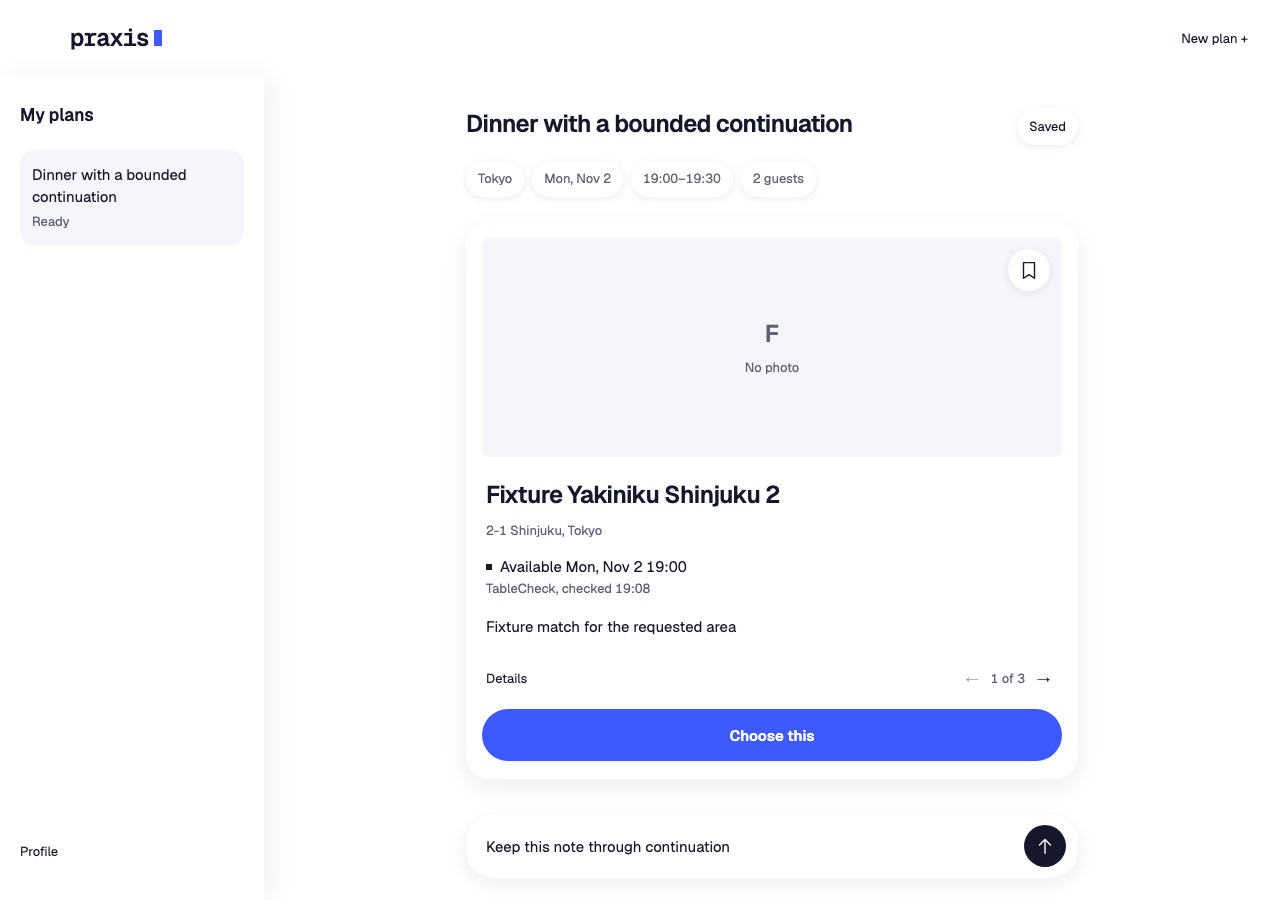 praxis
New plan +
My plans
Dinner with a bounded
continuation
Ready
Profile
Dinner with a bounded continuation
Saved
Tokyo
Mon, Nov 2
19:00–19:30
2 guests
F
No photo
Fixture Yakiniku Shinjuku 2
2-1 Shinjuku, Tokyo
Available Mon, Nov 2 19:00
TableCheck, checked 19:08
Fixture match for the requested area
Details
← 1 of 3 →
Choose this
Keep this note through continuation